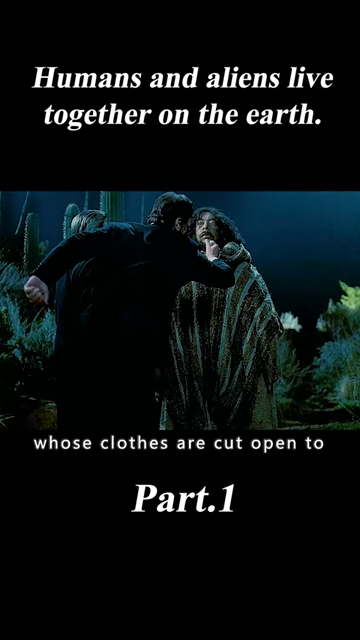 Humans and aliens live
together on the earth.
whose clothes are cut open to
Part.1